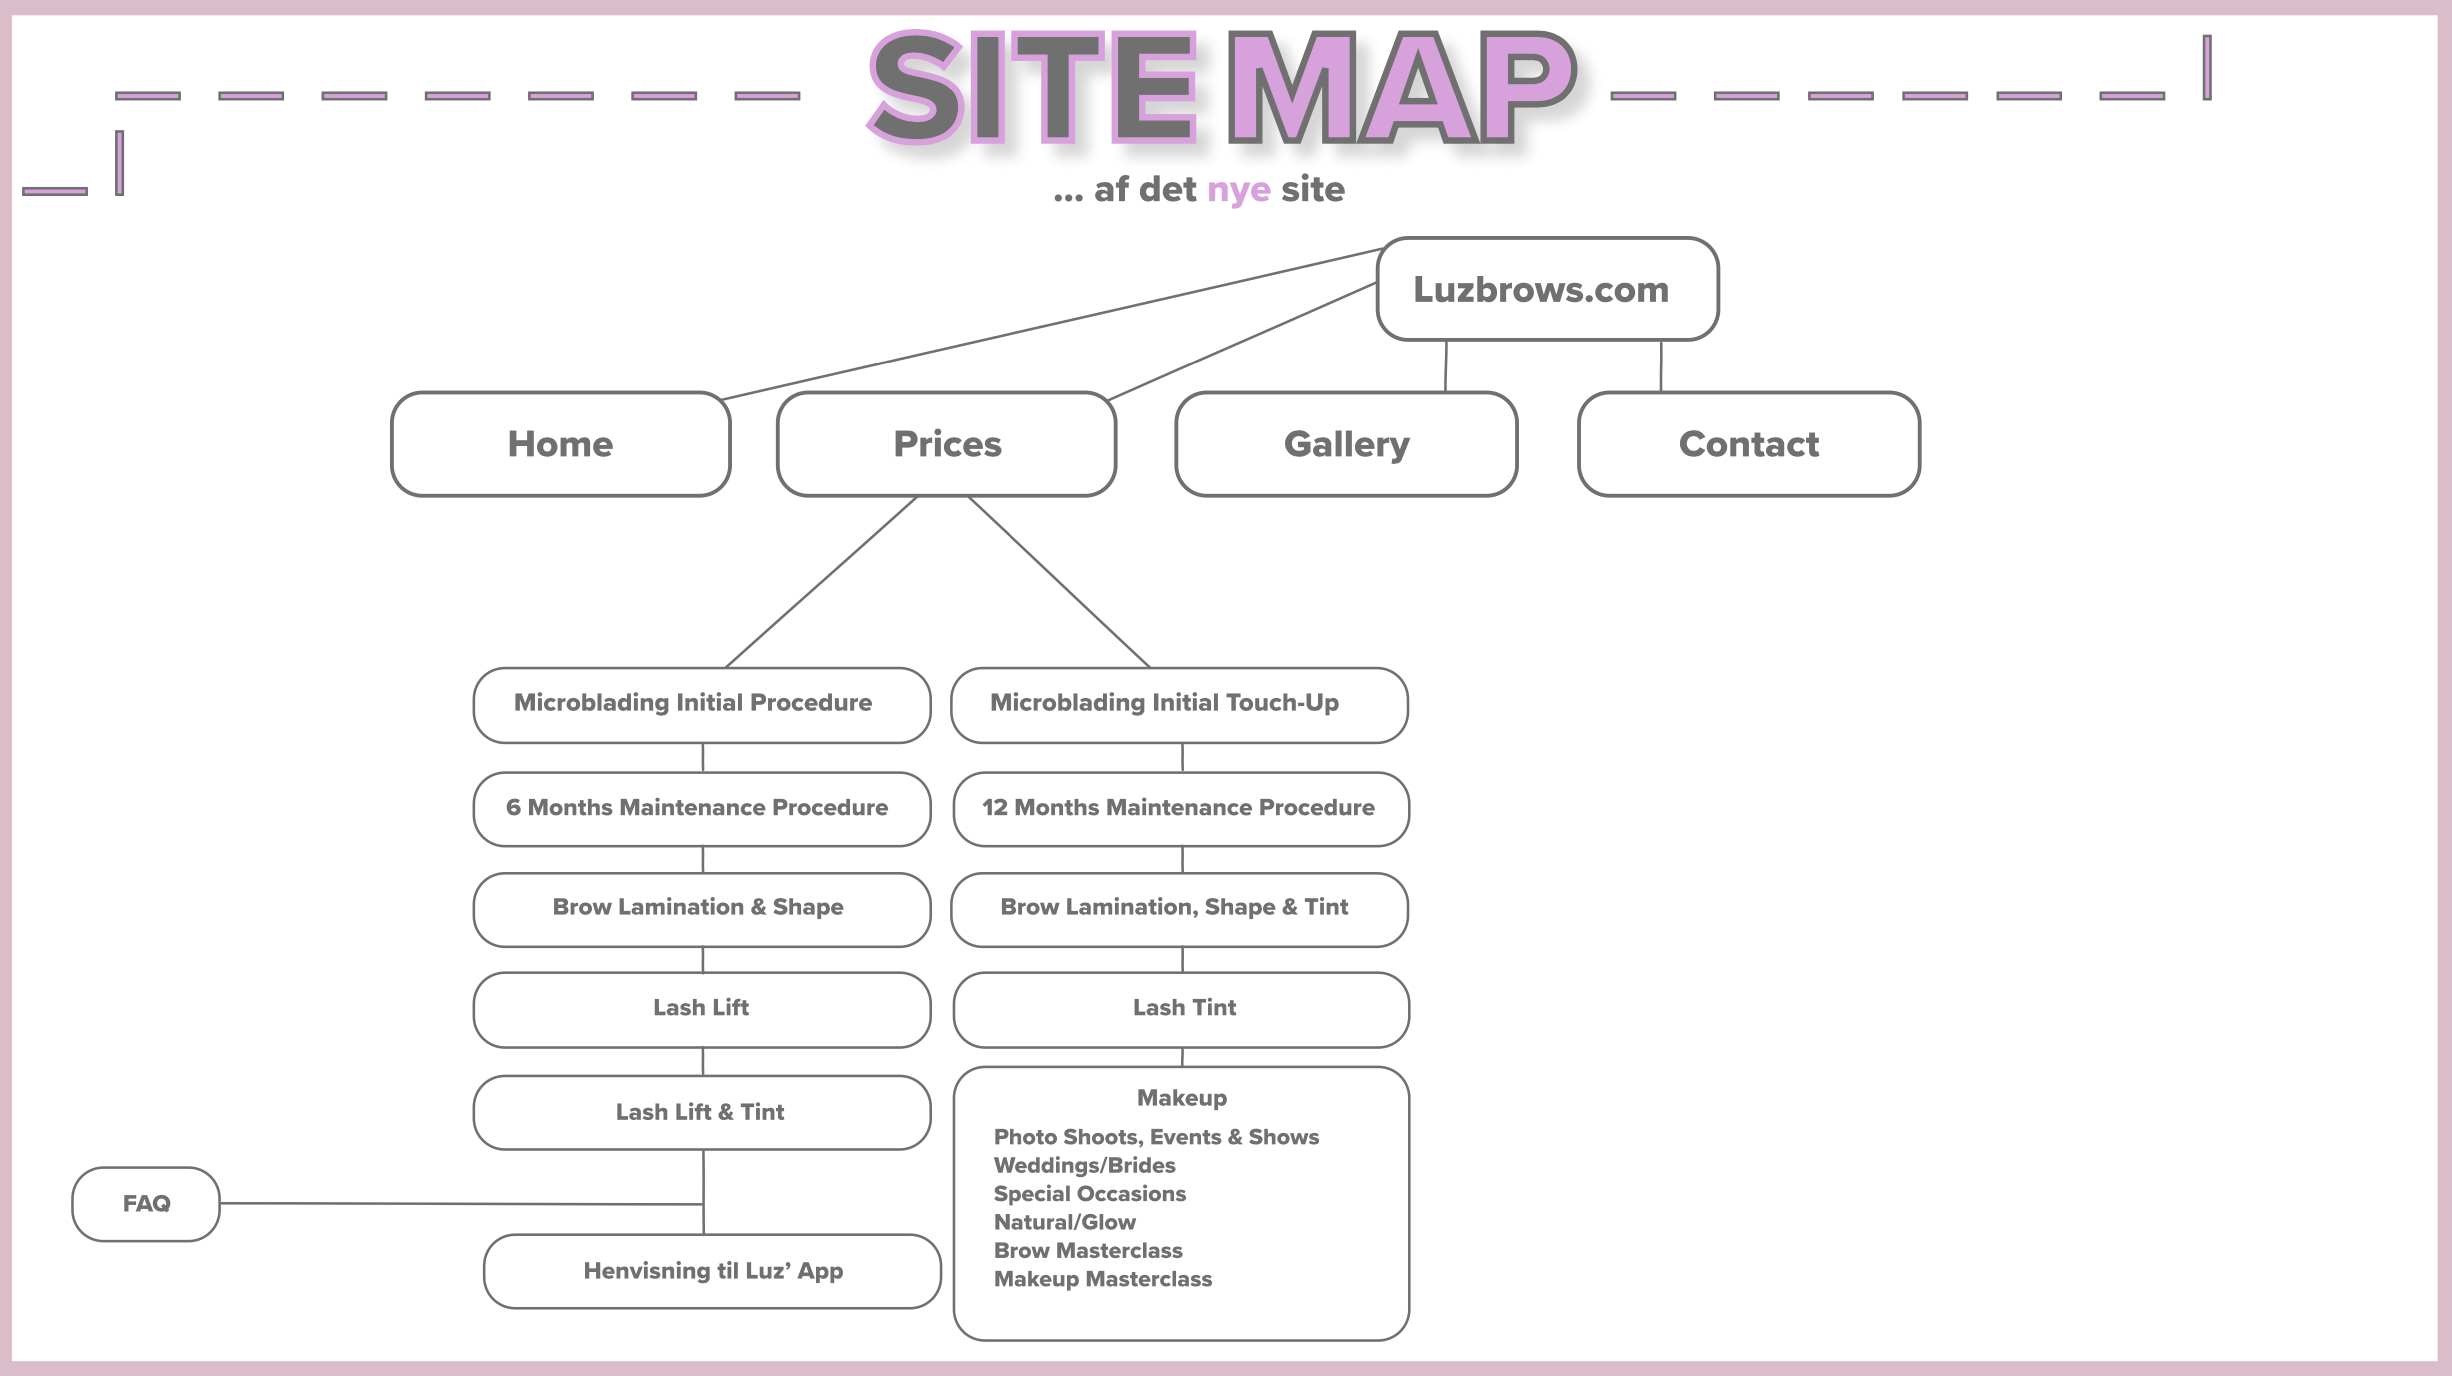 SITE MAP
... af det nye site
Luzbrows.com
Home
Prices
Gallery
Contact
Microblading Initial Procedure
Microblading Initial Touch-Up
6 Months Maintenance Procedure
12 Months Maintenance Procedure
Brow Lamination & Shape
Brow Lamination, Shape & Tint
Lash Lift
Lash Tint
Lash Lift & Tint
Makeup
Photo Shoots, Events & Shows
Weddings/Brides
Special Occasions
Natural/Glow
Brow Masterclass
Makeup Masterclass
FAQ
Henvisning til Luz’ App